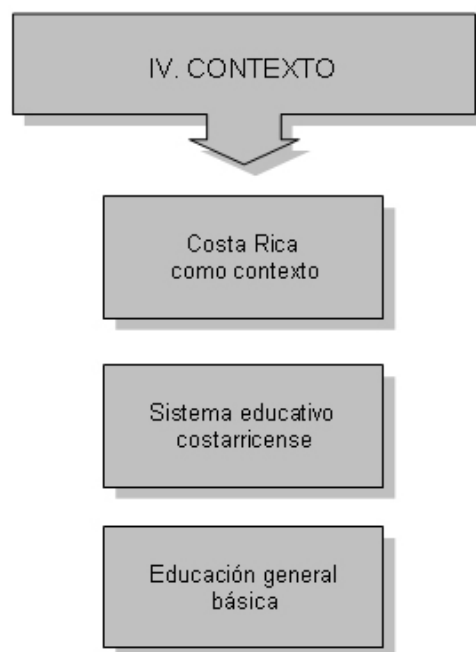 IV. CONTEXTO
Costa Rica
como contexto
Sistema educativo
costarricense
Educación general
básica